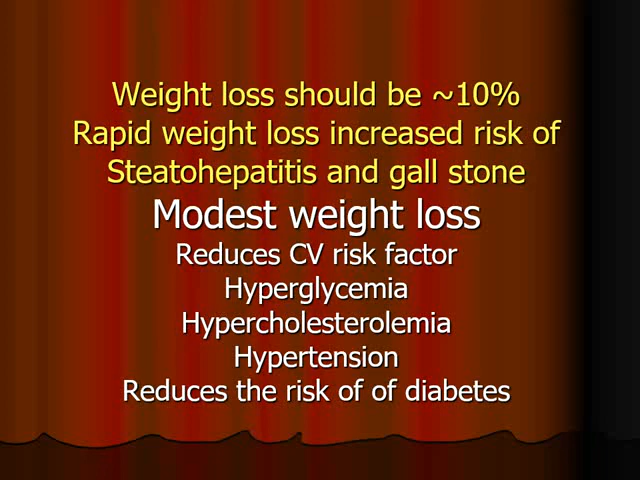 Weight loss should be ~10%
Rapid weight loss increased risk of
Steatohepatitis and gall stone
Modest weight loss
Reduces CV risk factor
Hyperglycemia
Hypercholesterolemia
Hypertension
Reduces the risk of of diabetes